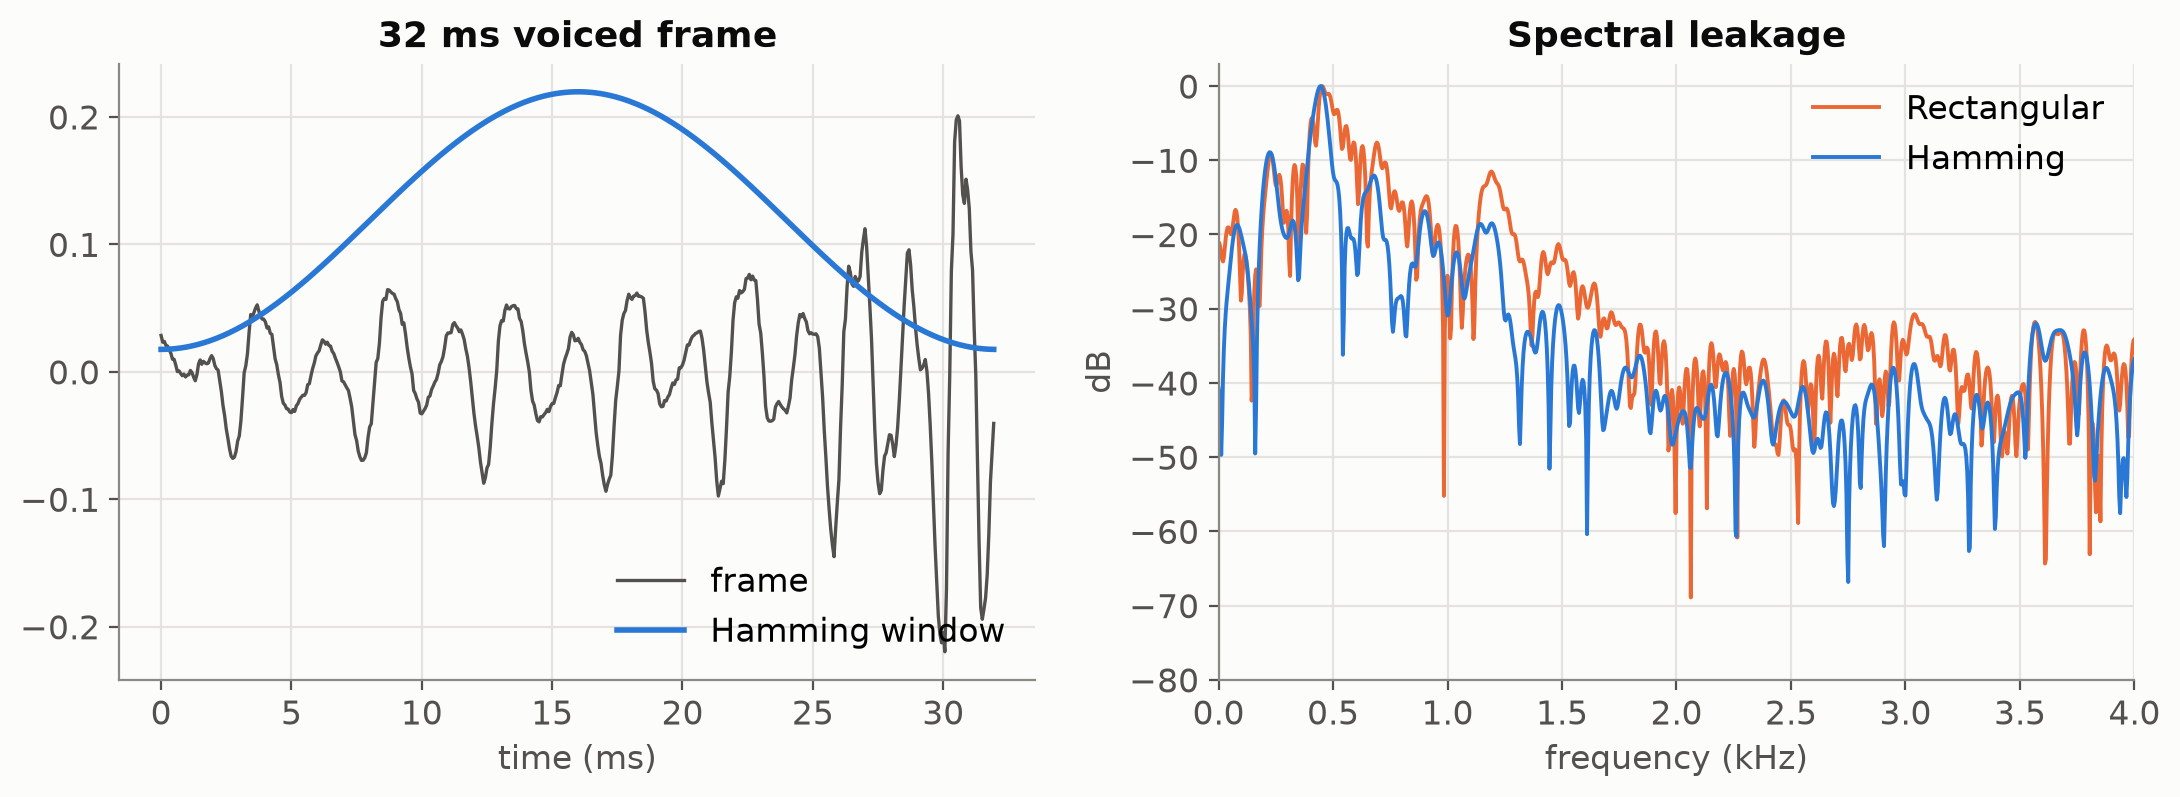 32 ms voiced frame
0.2
0.1
0.0
−0.1
−0.2
frame
Hamming window
0 5 10 15 20 25 30
time (ms)
Spectral leakage
0
−10
−20
−30
−40
−50
−60
−70
−80
dB
Rectangular
Hamming
0.0 0.5 1.0 1.5 2.0 2.5 3.0 3.5 4.0
frequency (kHz)